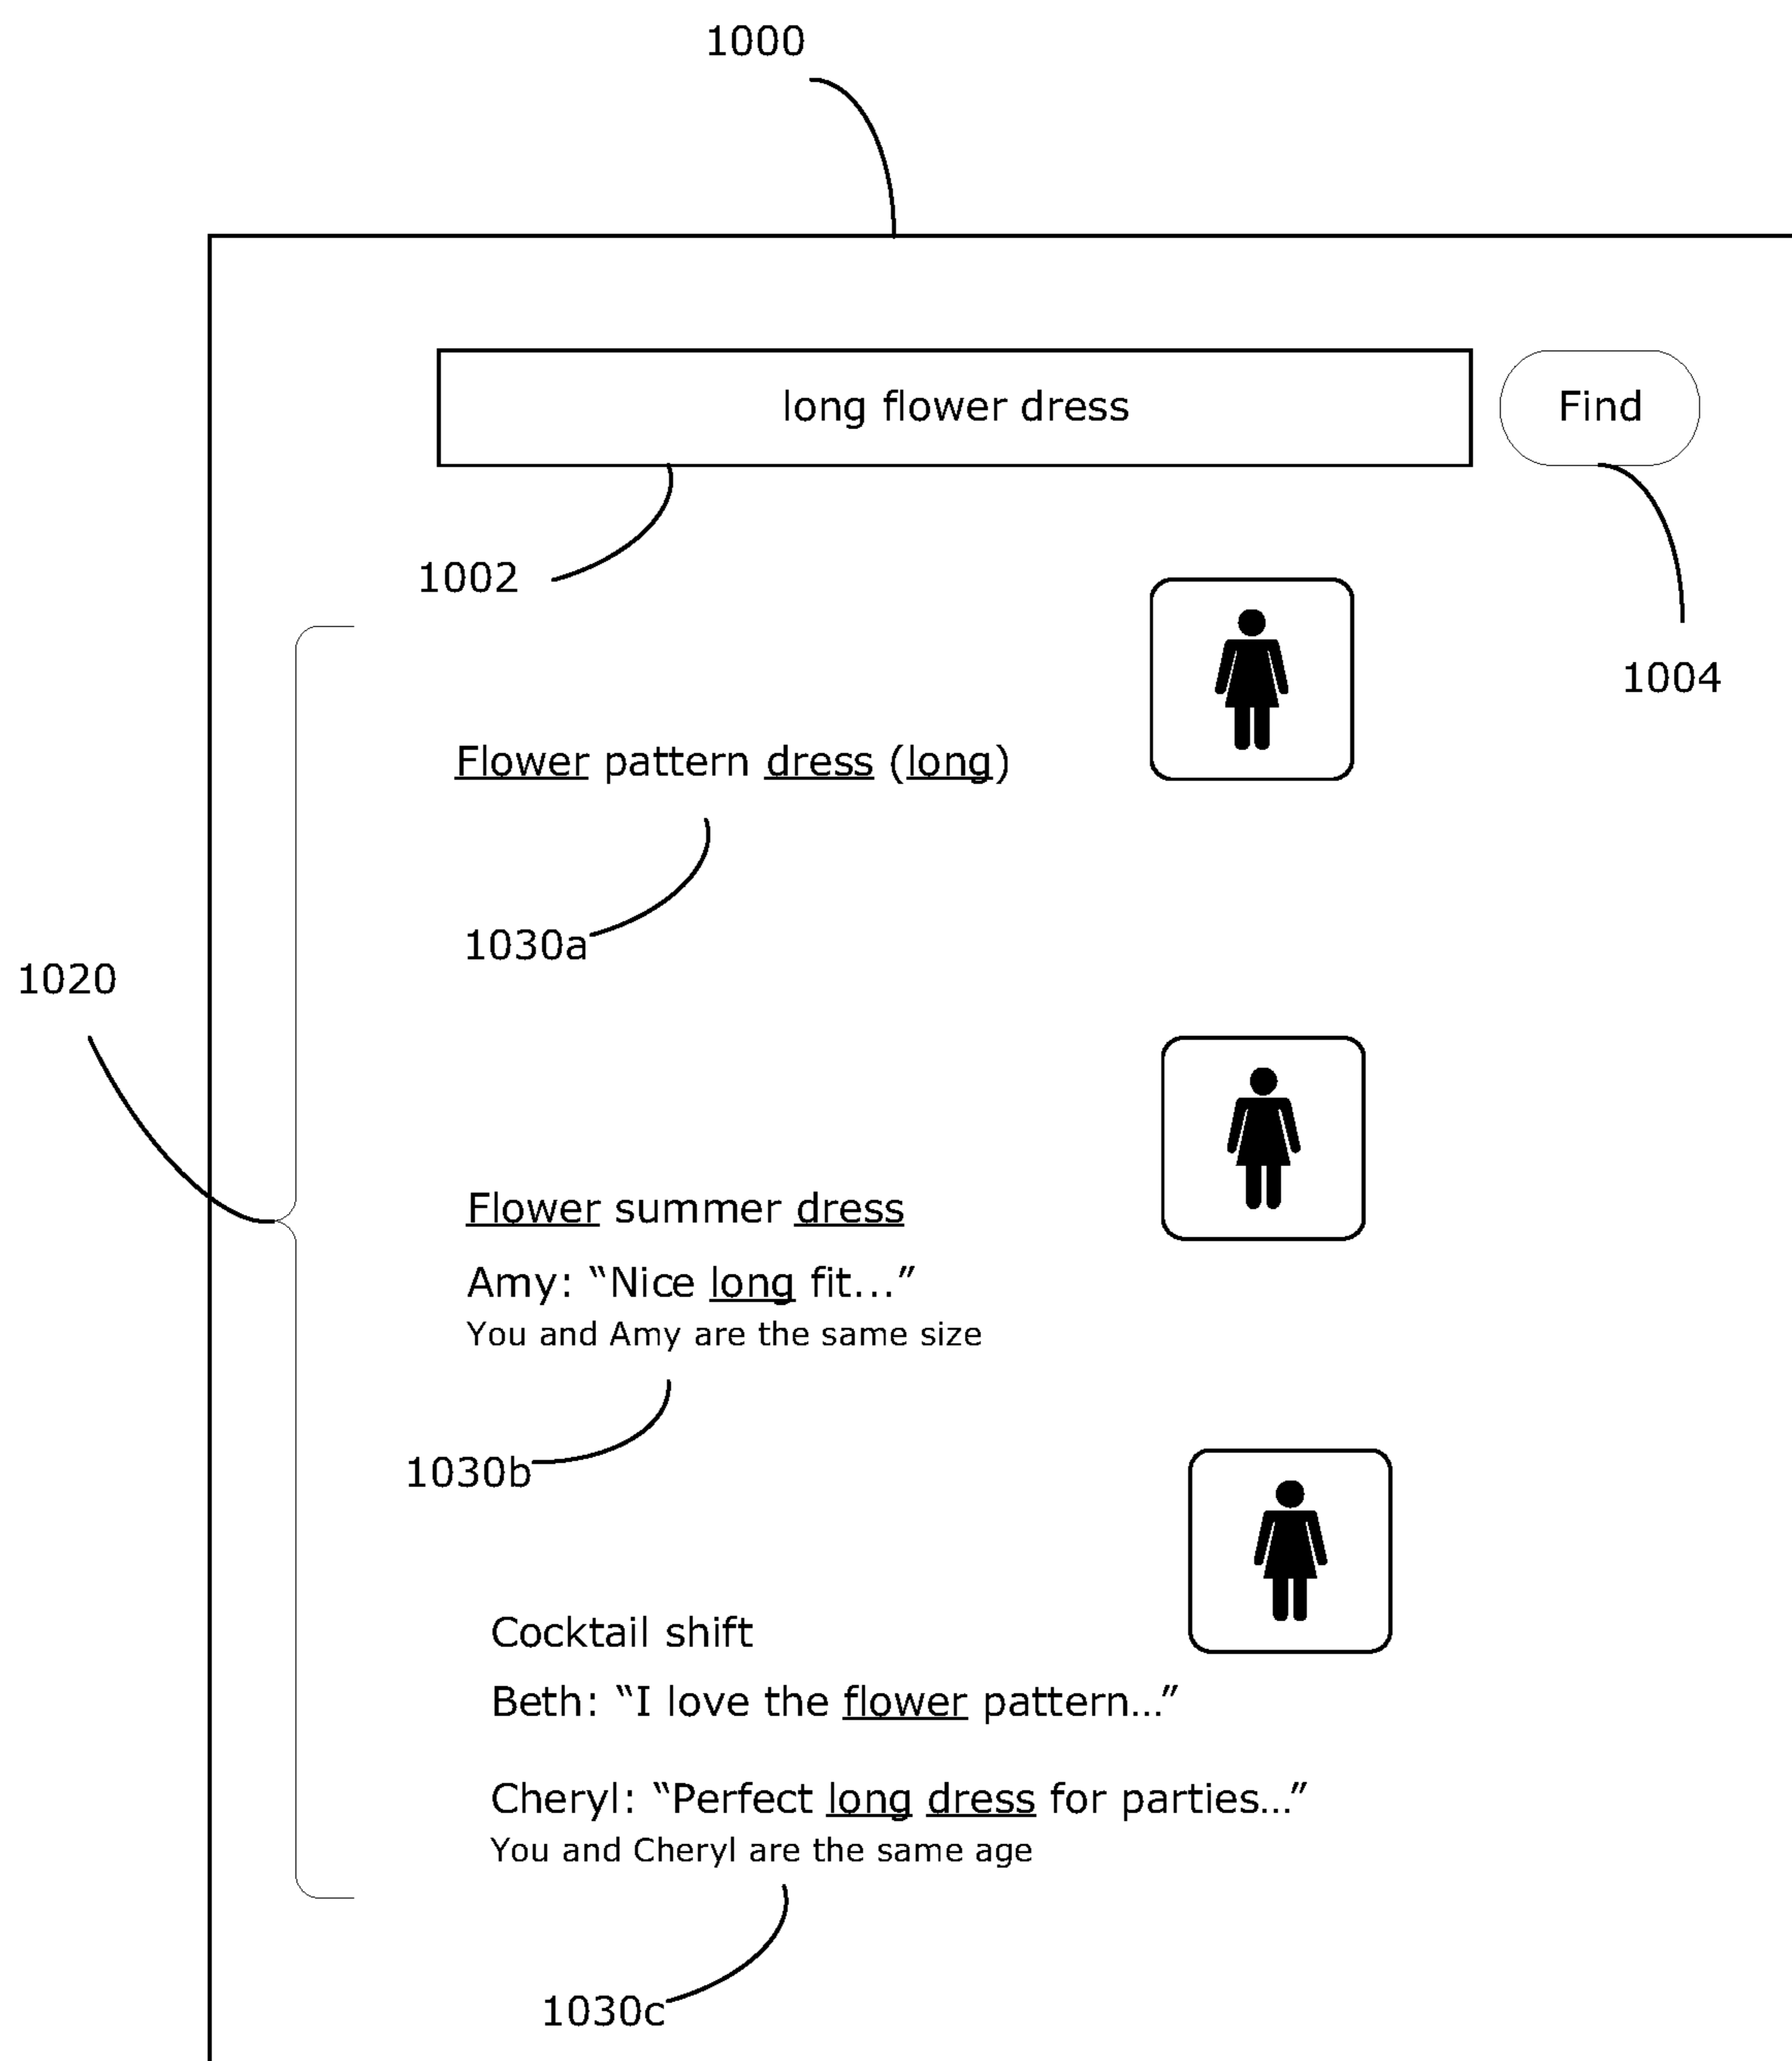 1000
long flower dress
Find
1002
1004
Flower pattern dress (long)
1030a
1020
Flower summer dress
Amy: “Nice long fit...”
You and Amy are the same size
1030b
Cocktail shift
Beth: “I love the flower pattern…”
Cheryl: “Perfect long dress for parties…”
You and Cheryl are the same age
1030c